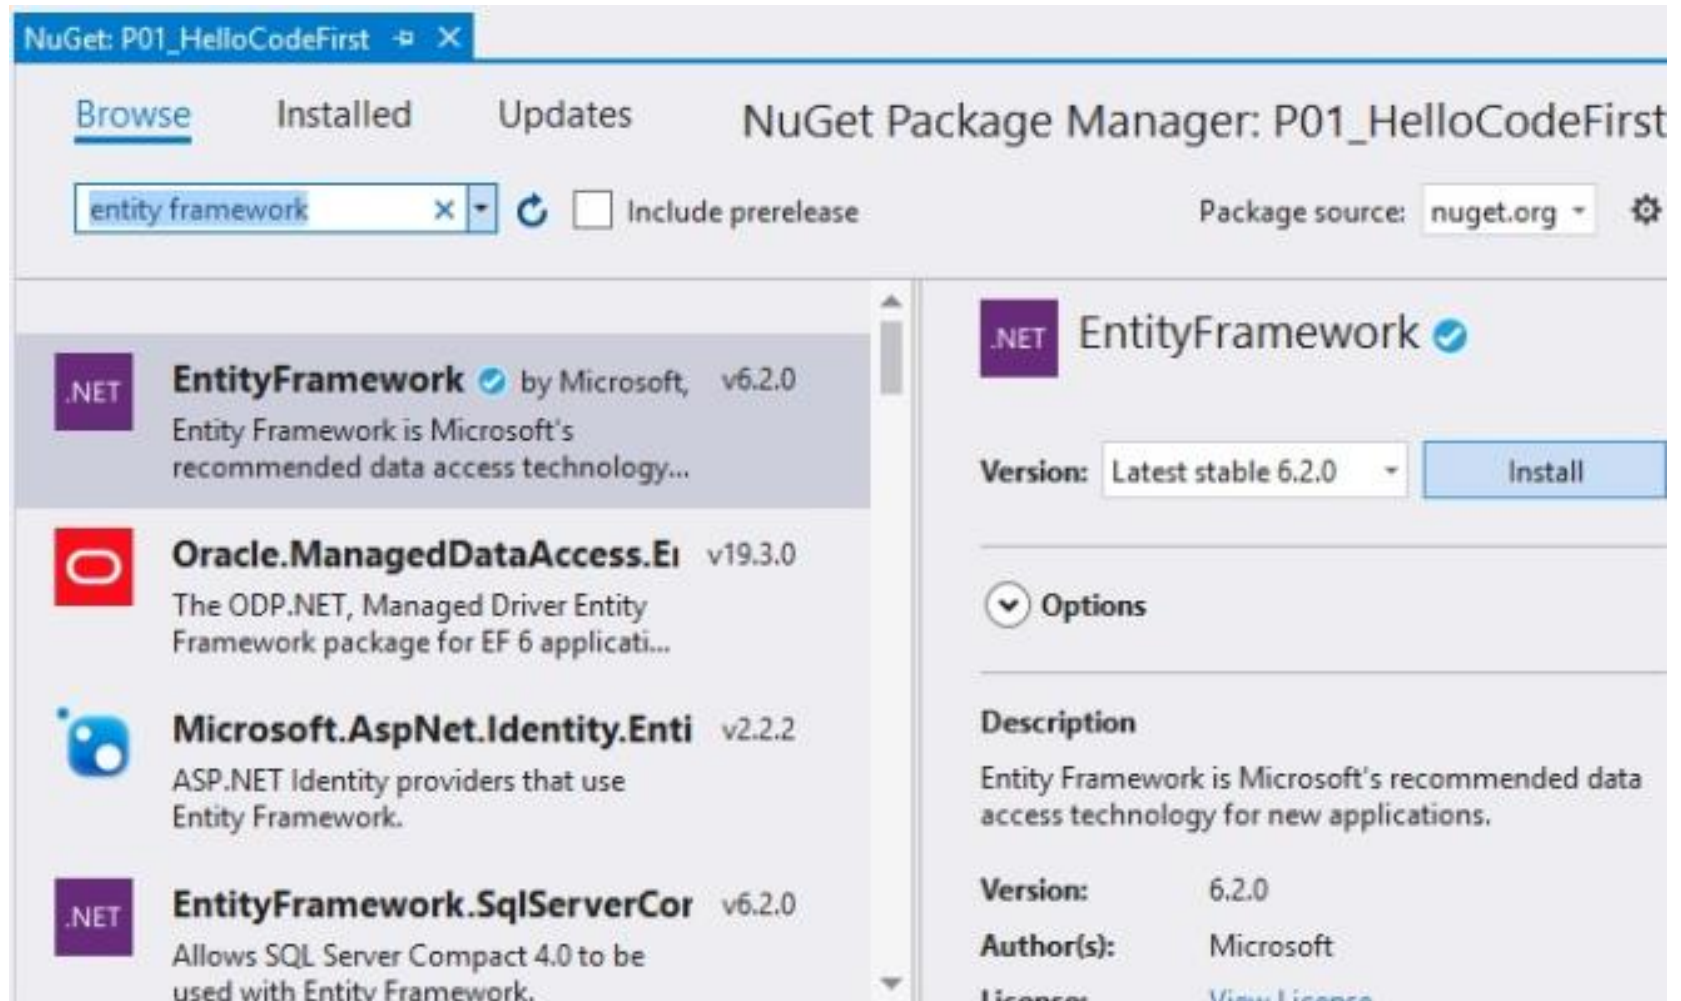 NuGet: P01_HelloCodeFirst
Browse Installed Updates NuGet Package Manager: P01_HelloCodeFirst
entity framework Include prerelease Package source: nuget.org
.NET EntityFramework by Microsoft, v6.2.0
Entity Framework is Microsoft's
recommended data access technology...
Oracle.ManagedDataAccess.E v19.3.0
The ODP.NET, Managed Driver Entity
Framework package for EF 6 applicati...
Microsoft.AspNet.Identity.Enti v2.2.2
ASP.NET Identity providers that use
Entity Framework.
.NET EntityFramework.SqlServerCor v6.2.0
Allows SQL Server Compact 4.0 to be
used with Entity Framework.
.NET EntityFramework
Version: Latest stable 6.2.0 Install
Options
Description
Entity Framework is Microsoft's recommended data
access technology for new applications.
Version: 6.2.0
Author(s): Microsoft
License: View License